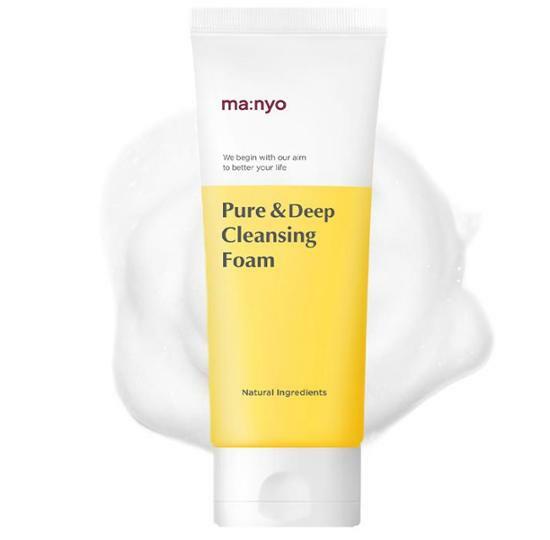 ma:nyo
We begin with our aim
to better your life
Pure & Deep
Cleansing
Foam
Natural Ingredients